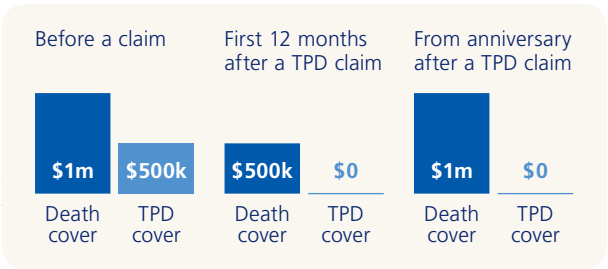 Before a claim
First 12 months
after a TPD claim
From anniversary
after a TPD claim
$1m
$500k
$500k
$0
$1m
$0
Death
cover
TPD
cover
Death
cover
TPD
cover
Death
cover
TPD
cover